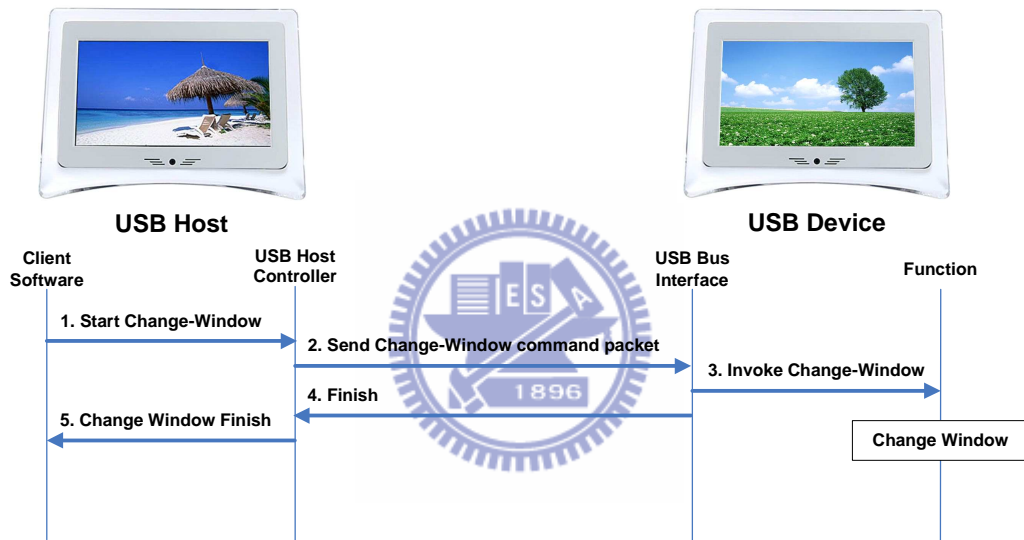 USB Host
USB Device
Client
Software
USB Host
Controller
USB Bus
Interface
Function
1. Start Change-Window
2. Send Change-Window command packet
3. Invoke Change-Window
4. Finish
5. Change Window Finish
Change Window
E S A
1896